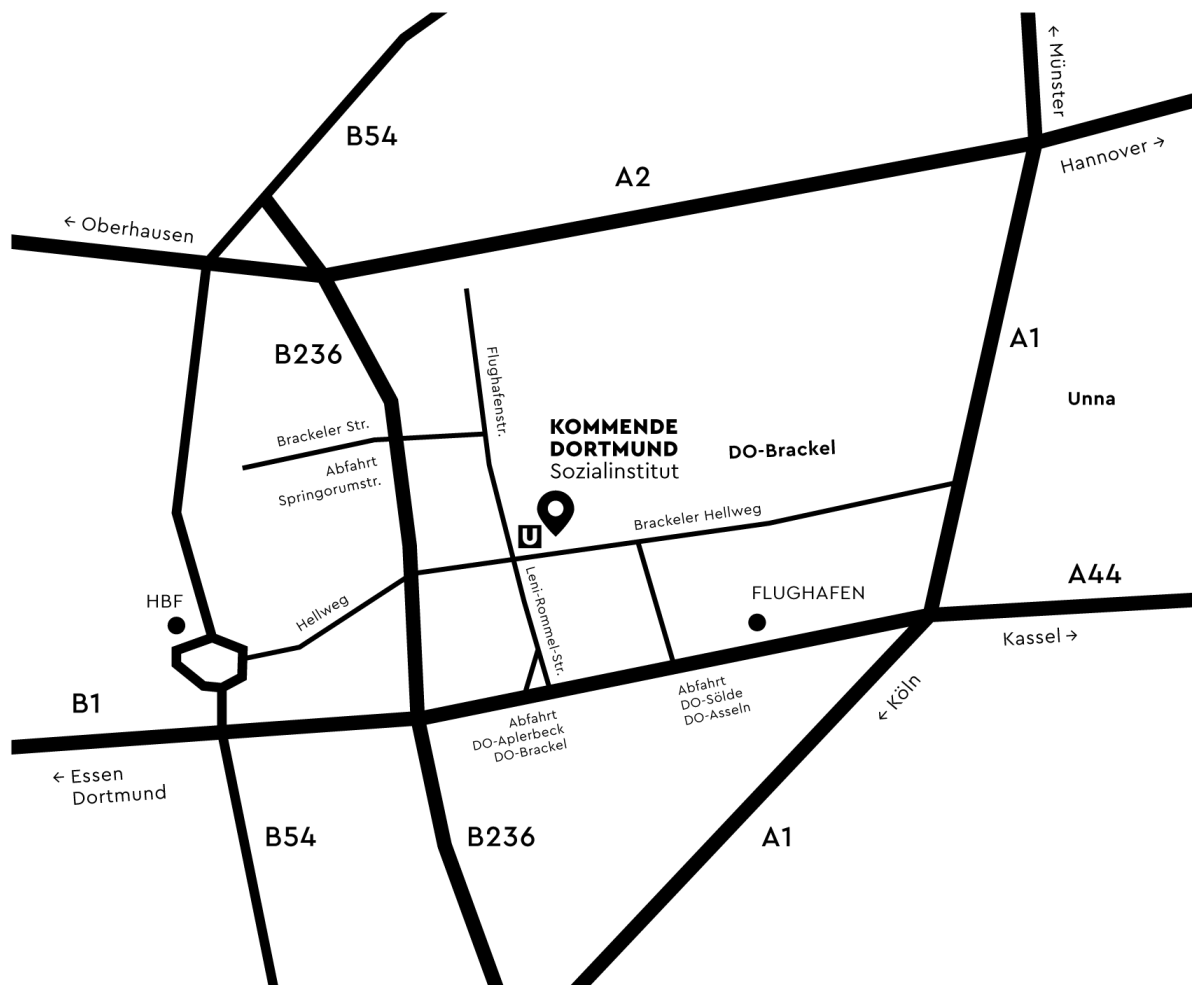 ← Münster
B54
Hannover →
A2
← Oberhausen
A1
B236
Flughafenstr.
Unna
Brackeler Str.
KOMMENDE
DORTMUND
Sozialinstitut
DO-Brackel
Abfahrt
Springorumstr.
Brackeler Hellweg
U
Leni-Rommel-Str.
A44
FLUGHAFEN
HBF
Hellweg
Kassel →
← Köln
Abfahrt
DO-Sölde
DO-Asseln
B1
Abfahrt
DO-Aplerbeck
DO-Brackel
← Essen
Dortmund
B54
B236
A1